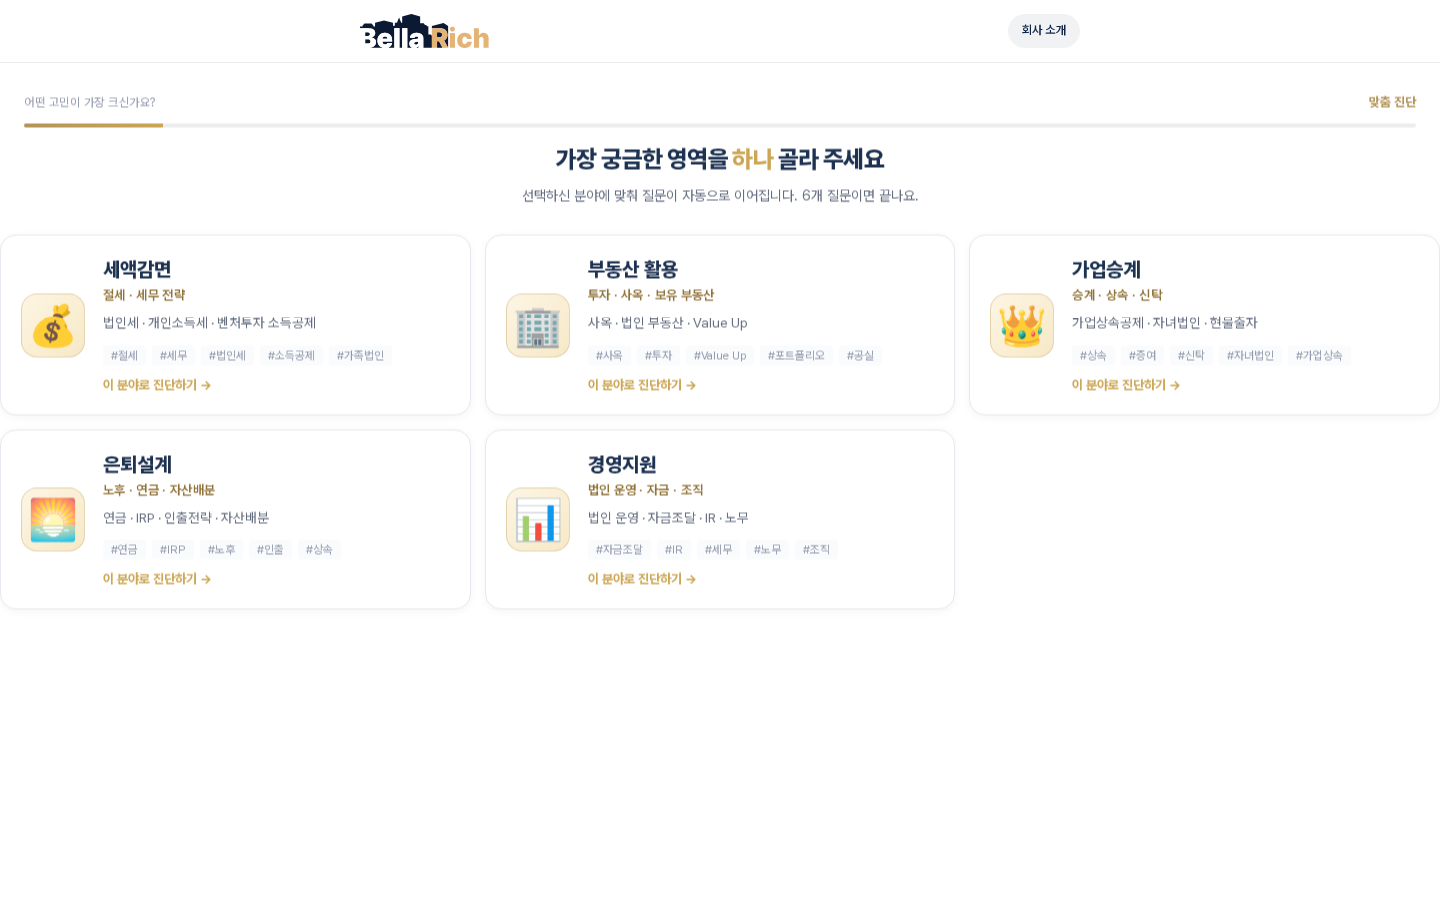 Bella Rich
회사 소개
어떤 고민이 가장 크신가요?
맞춤 진단
가장 궁금한 영역을 하나 골라 주세요
선택하신 분야에 맞춰 질문이 자동으로 이어집니다. 6개 질문이면 끝나요.
세액감면
절세 · 세무 전략
법인세 · 개인소득세 · 벤처투자 소득공제
#절세 #세무 #법인세 #소득공제 #가족법인
이 분야로 진단하기 →
부동산 활용
투자 · 사옥 · 보유 부동산
사옥 · 법인 부동산 · Value Up
#사옥 #투자 #Value Up #포트폴리오 #공실
이 분야로 진단하기 →
가업승계
승계 · 상속 · 신탁
가업상속공제 · 자녀법인 · 현물출자
#상속 #증여 #신탁 #자녀법인 #가업상속
이 분야로 진단하기 →
은퇴설계
노후 · 연금 · 자산배분
연금 · IRP · 인출전략 · 자산배분
#연금 #IRP #노후 #인출 #상속
이 분야로 진단하기 →
경영지원
법인 운영 · 자금 · 조직
법인 운영 · 자금조달 · IR · 노무
#자금조달 #IR #세무 #노무 #조직
이 분야로 진단하기 →